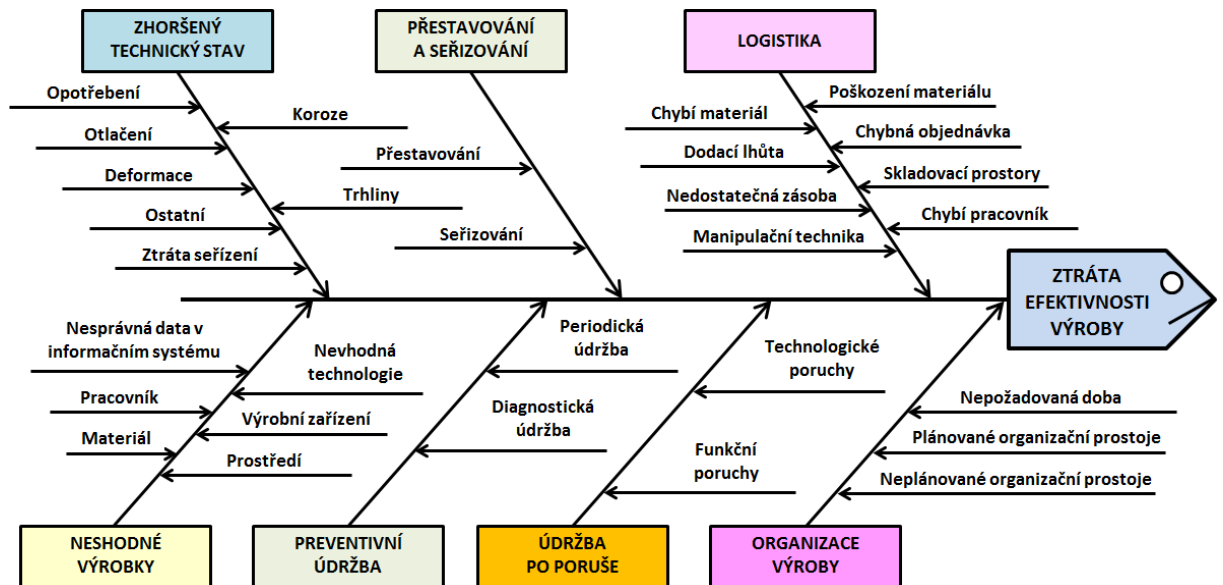 ZHORŠENÝ
TECHNICKÝ STAV
PŘESTAVOVÁNÍ
A SEŘIZOVÁNÍ
LOGISTIKA
Opotřebení
Koroze
Otlačení
Deformace
Trhliny
Ostatní
Ztráta seřízení
Přestavování
Seřizování
Poškození materiálu
Chybí materiál
Chybná objednávka
Dodací lhůta
Skladovací prostory
Nedostatečná zásoba
Chybí pracovník
Manipulační technika
ZTRÁTA
EFEKTIVNOSTI
VÝROBY
Nesprávná data v
informačním systému
Nevhodná
technologie
Pracovník
Výrobní zařízení
Materiál
Prostředí
Periodická
údržba
Diagnostická
údržba
Technologické
poruchy
Funkční
poruchy
Nepožadovaná doba
Plánované organizační prostoje
Neplánované organizační prostoje
NESHODNÉ
VÝROBKY
PREVENTIVNÍ
ÚDRŽBA
ÚDRŽBA
PO PORUŠE
ORGANIZACE
VÝROBY